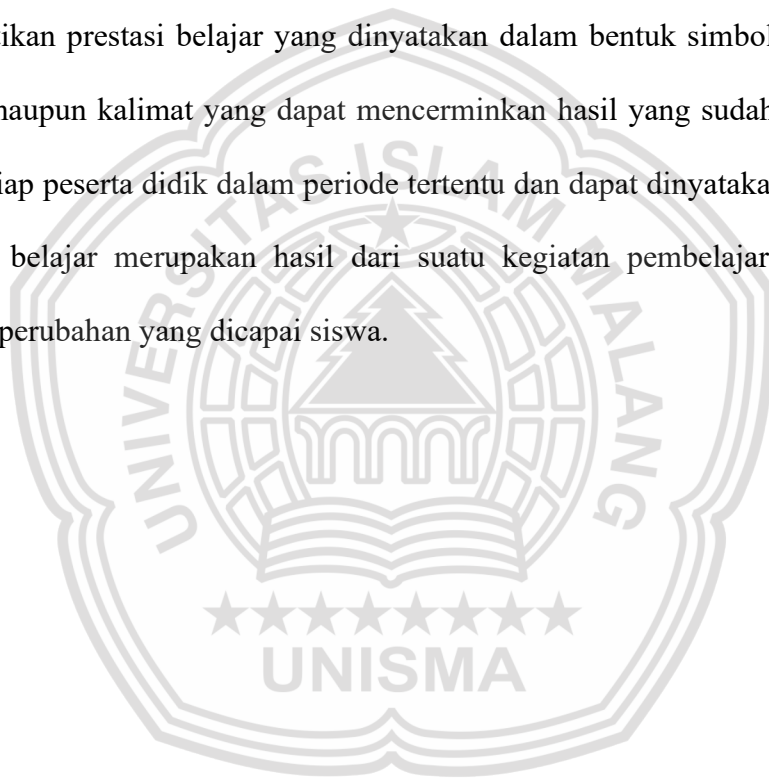 tikan prestasi belajar yang dinyatakan dalam bentuk simbol
maupun kalimat yang dapat mencerminkan hasil yang sudah
iap peserta didik dalam periode tertentu dan dapat dinyataka
belajar merupakan hasil dari suatu kegiatan pembelajar
perubahan yang dicapai siswa.
UNIVERSITAS ISLAM MALANG
UNISMA